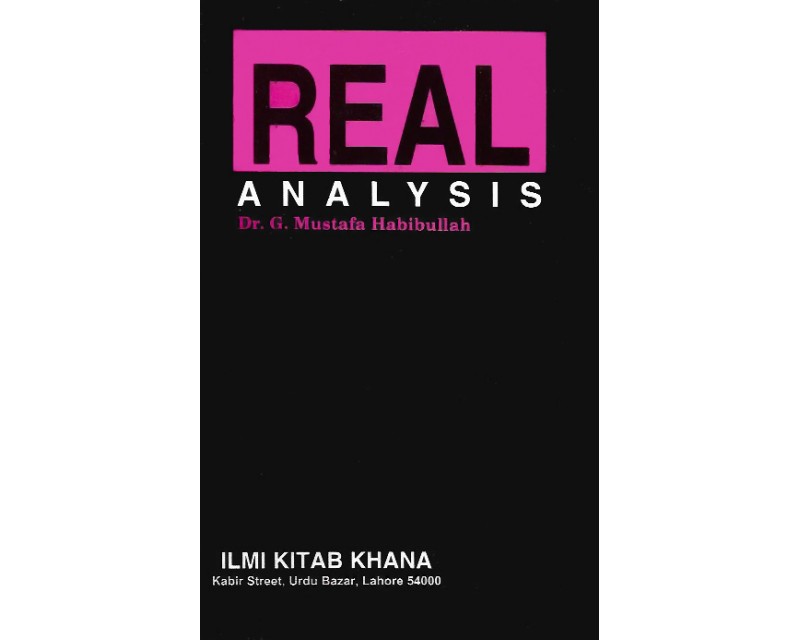 REAL
ANALYSIS
Dr. G. Mustafa Habibullah
ILMI KITAB KHANA
Kabir Street, Urdu Bazar, Lahore 54000